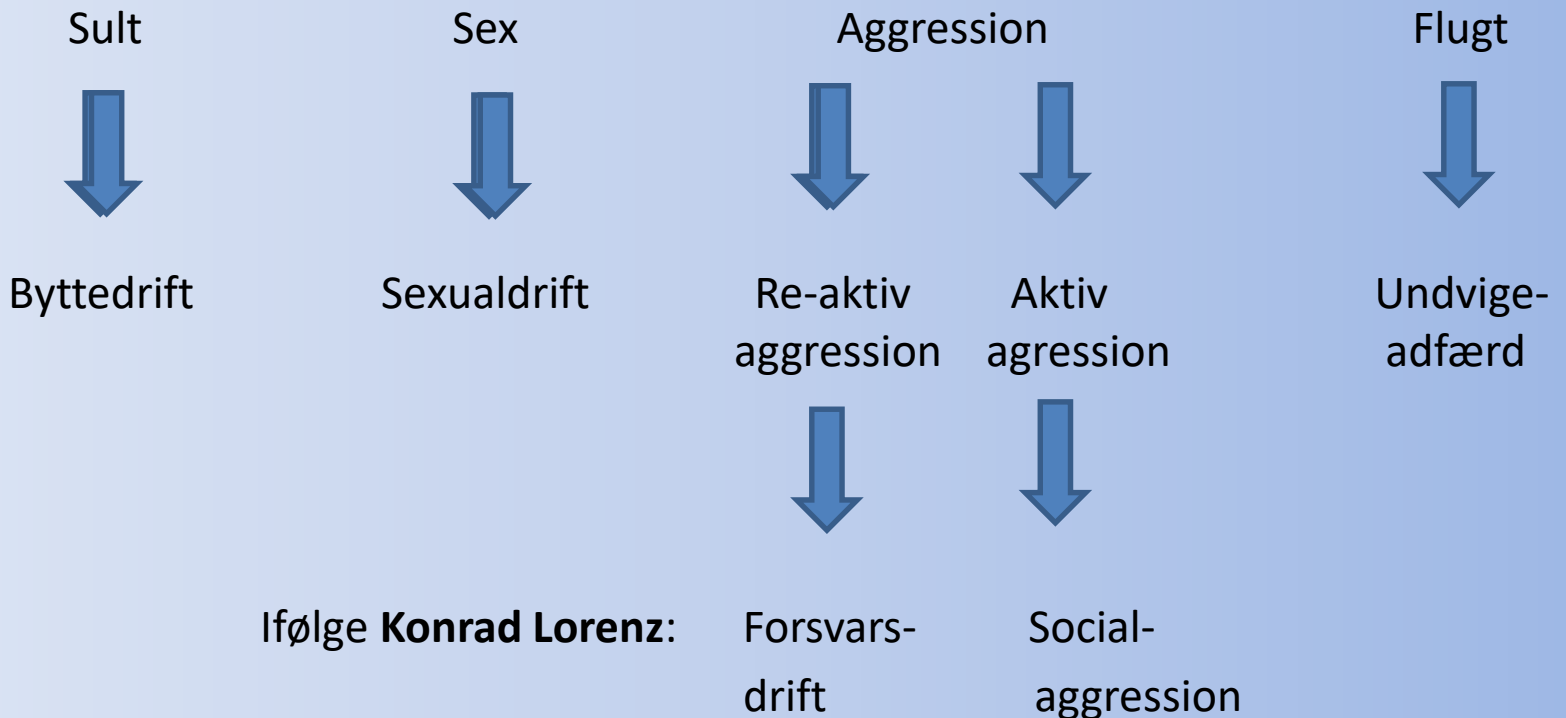 Sult Sex Aggression Flugt
Byttedrift Sexualdrift Re-aktiv Aktiv Undvige-
aggression agression adfærd
Ifølge Konrad Lorenz: Forsvars- Social-
drift aggression